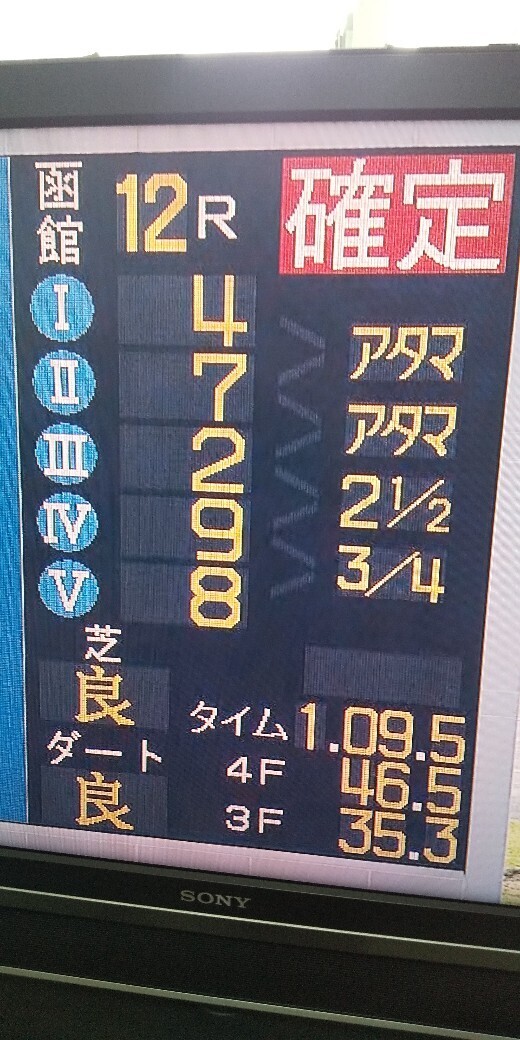 函館 12R 確定
Ⅰ 4
アタマ
Ⅱ 7
アタマ
Ⅲ 2
2 1/2
Ⅳ 9
3/4
Ⅴ 8
芝
良
タイム 1.09.5
ダート
4F 46.5
良
3F 35.3
SONY